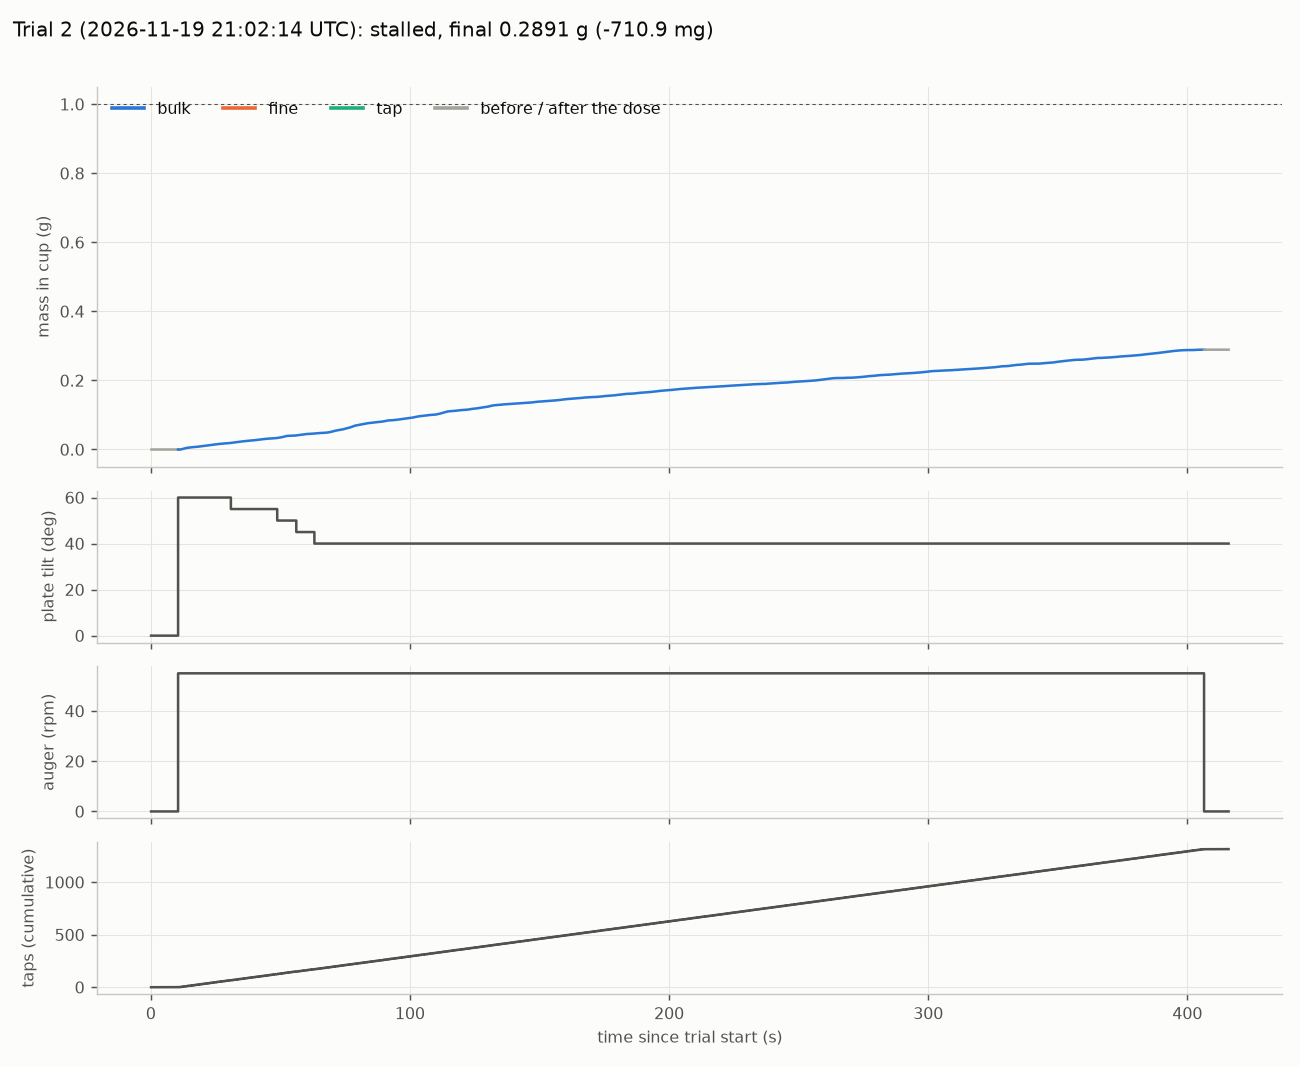 Trial 2 (2026-11-19 21:02:14 UTC): stalled, final 0.2891 g (-710.9 mg)
bulk fine tap before / after the dose
mass in cup (g)
1.0
0.8
0.6
0.4
0.2
0.0
plate tilt (deg)
60
40
20
0
auger (rpm)
40
20
0
taps (cumulative)
1000
500
0
0 100 200 300 400
time since trial start (s)